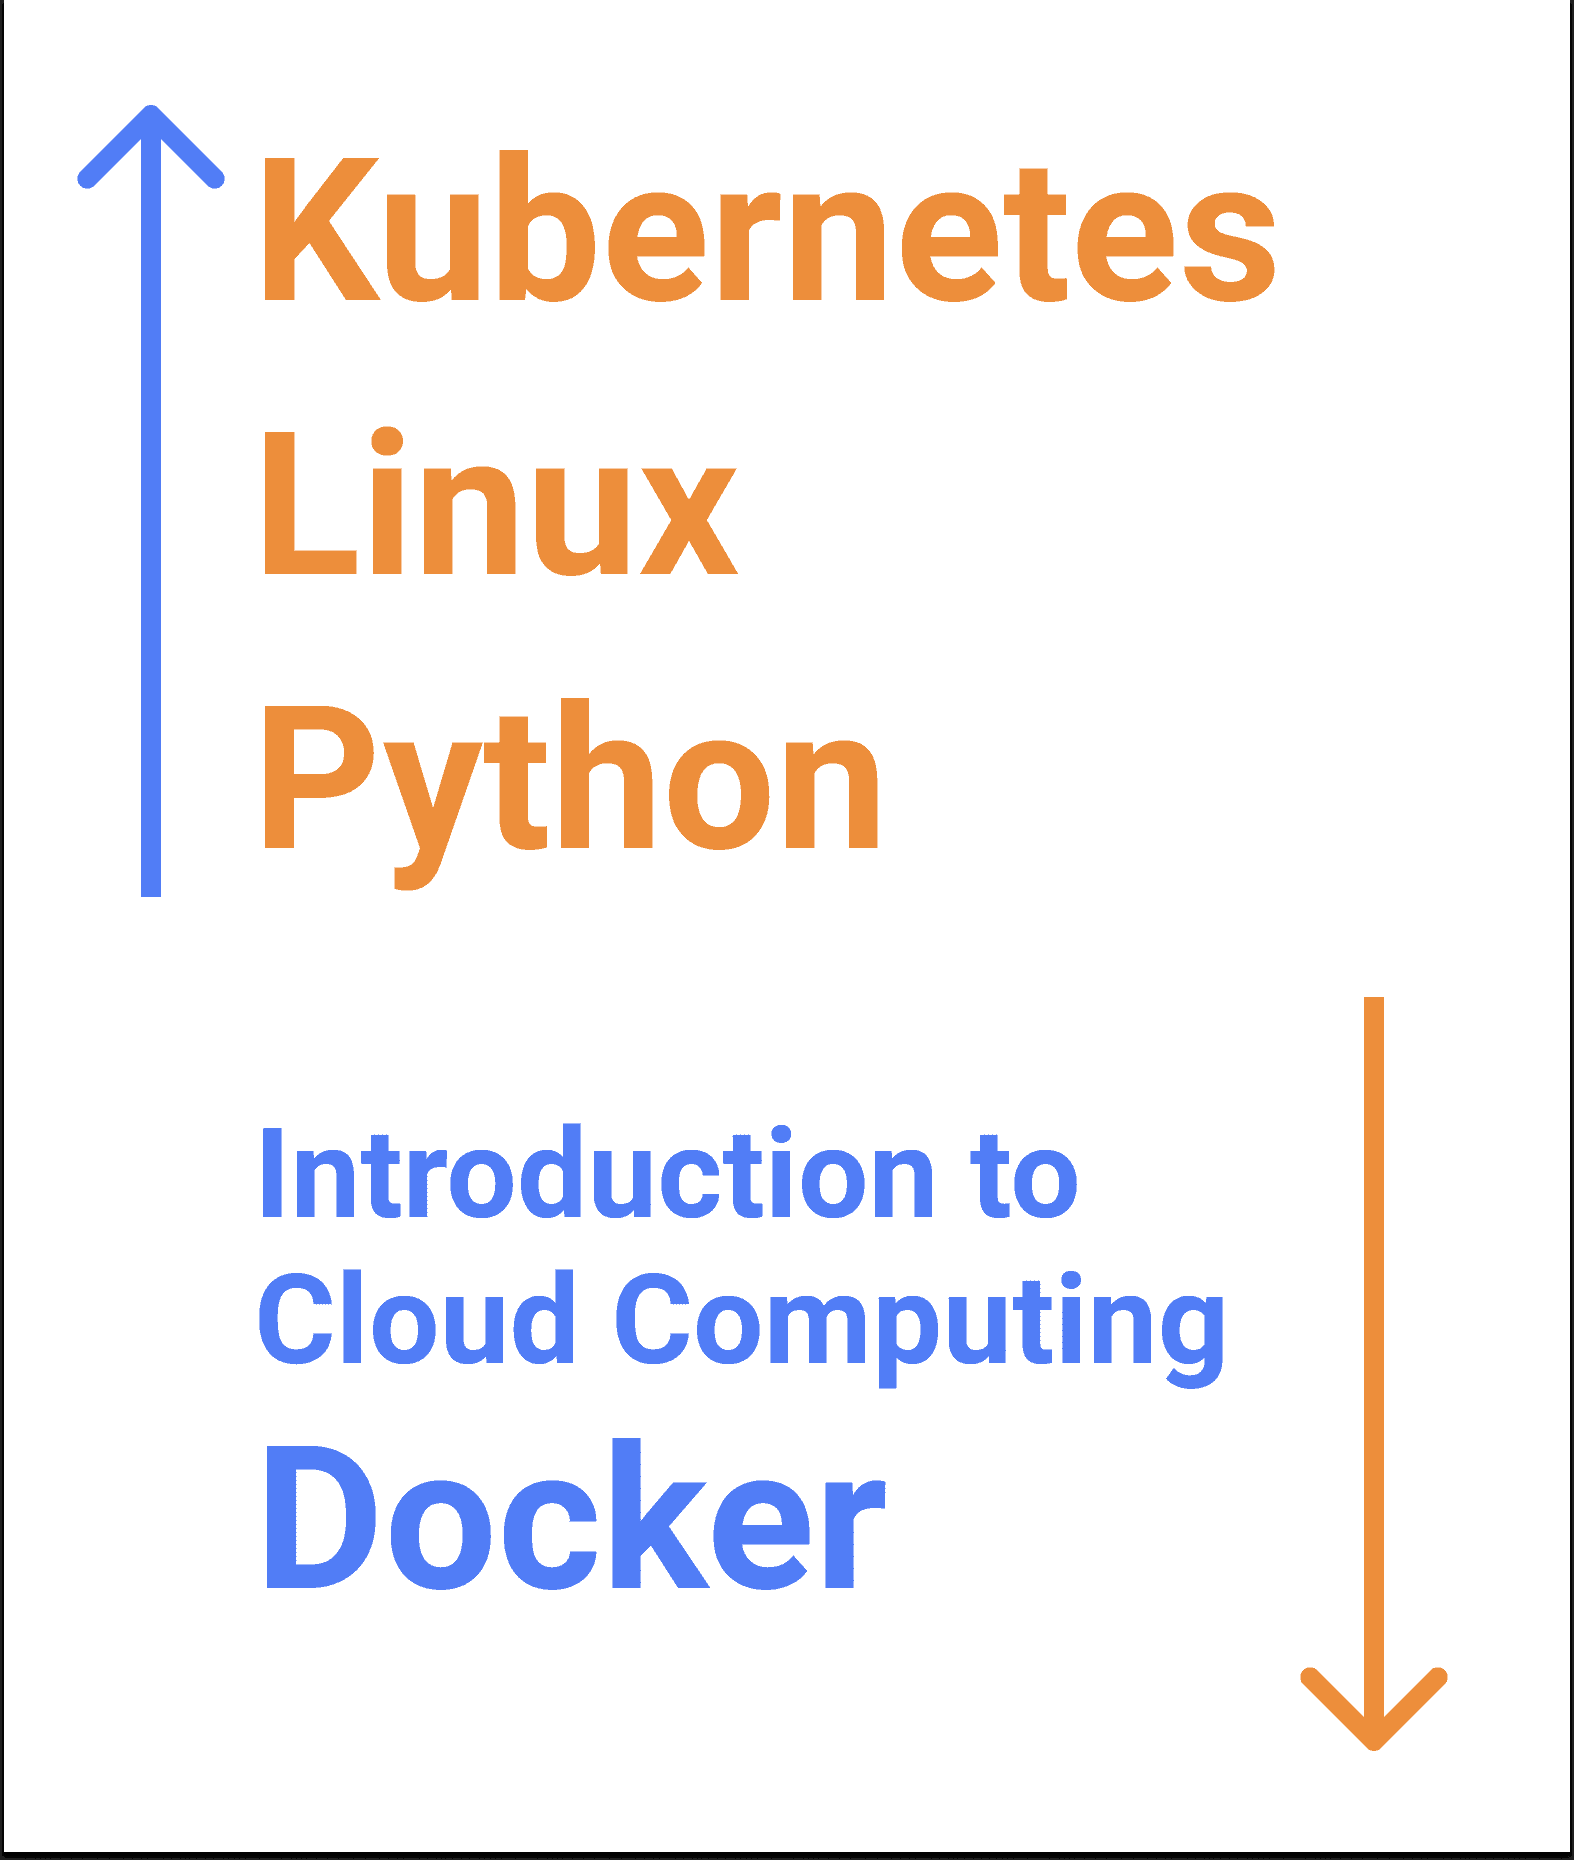 Kubernetes
Linux
Python
Introduction to
Cloud Computing
Docker